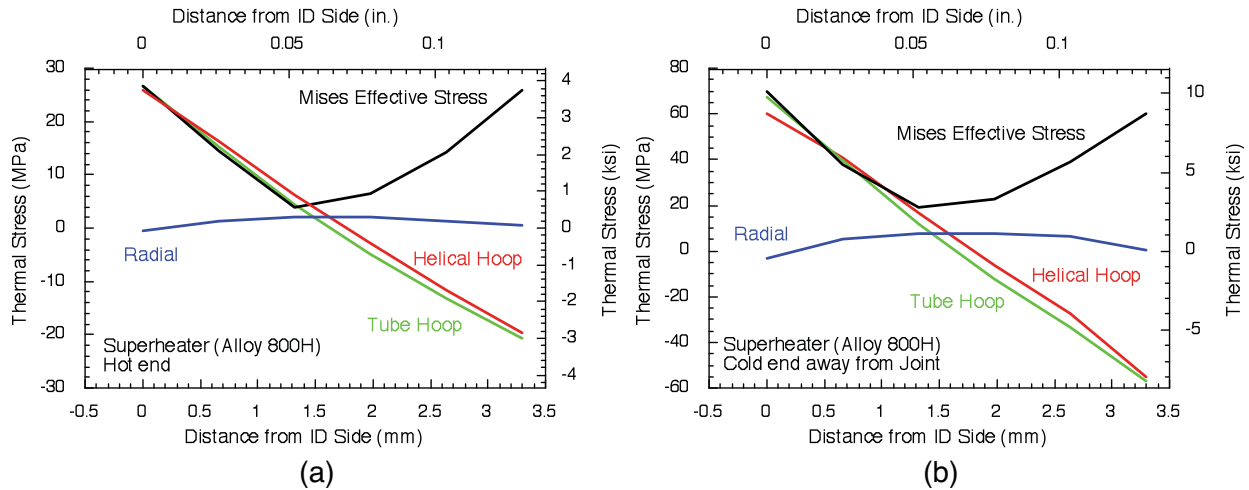 Distance from ID Side (in.)
0 0.05 0.1
30
20
10
0
-10
-20
-30
Thermal Stress (MPa)
Mises Effective Stress
Radial
Helical Hoop
Tube Hoop
Superheater (Alloy 800H)
Hot end
4
3
2
1
0
-1
-2
-3
-4
Thermal Stress (ksi)
-0.5 0 0.5 1 1.5 2 2.5 3 3.5
Distance from ID Side (mm)
(a)
Distance from ID Side (in.)
0 0.05 0.1
80
60
40
20
0
-20
-40
-60
Thermal Stress (MPa)
Mises Effective Stress
Radial
Helical Hoop
Tube Hoop
Superheater (Alloy 800H)
Cold end away from Joint
10
5
0
-5
Thermal Stress (ksi)
-0.5 0 0.5 1 1.5 2 2.5 3 3.5
Distance from ID Side (mm)
(b)